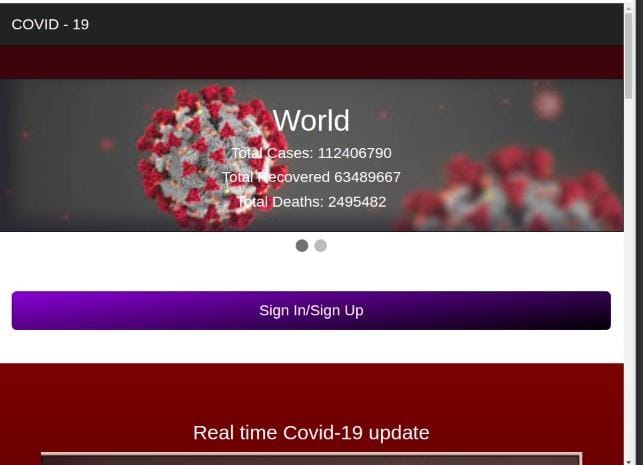 COVID - 19
World
Total Cases: 112406790
Total Recovered 63489667
Total Deaths: 2495482
Sign In/Sign Up
Real time Covid-19 update